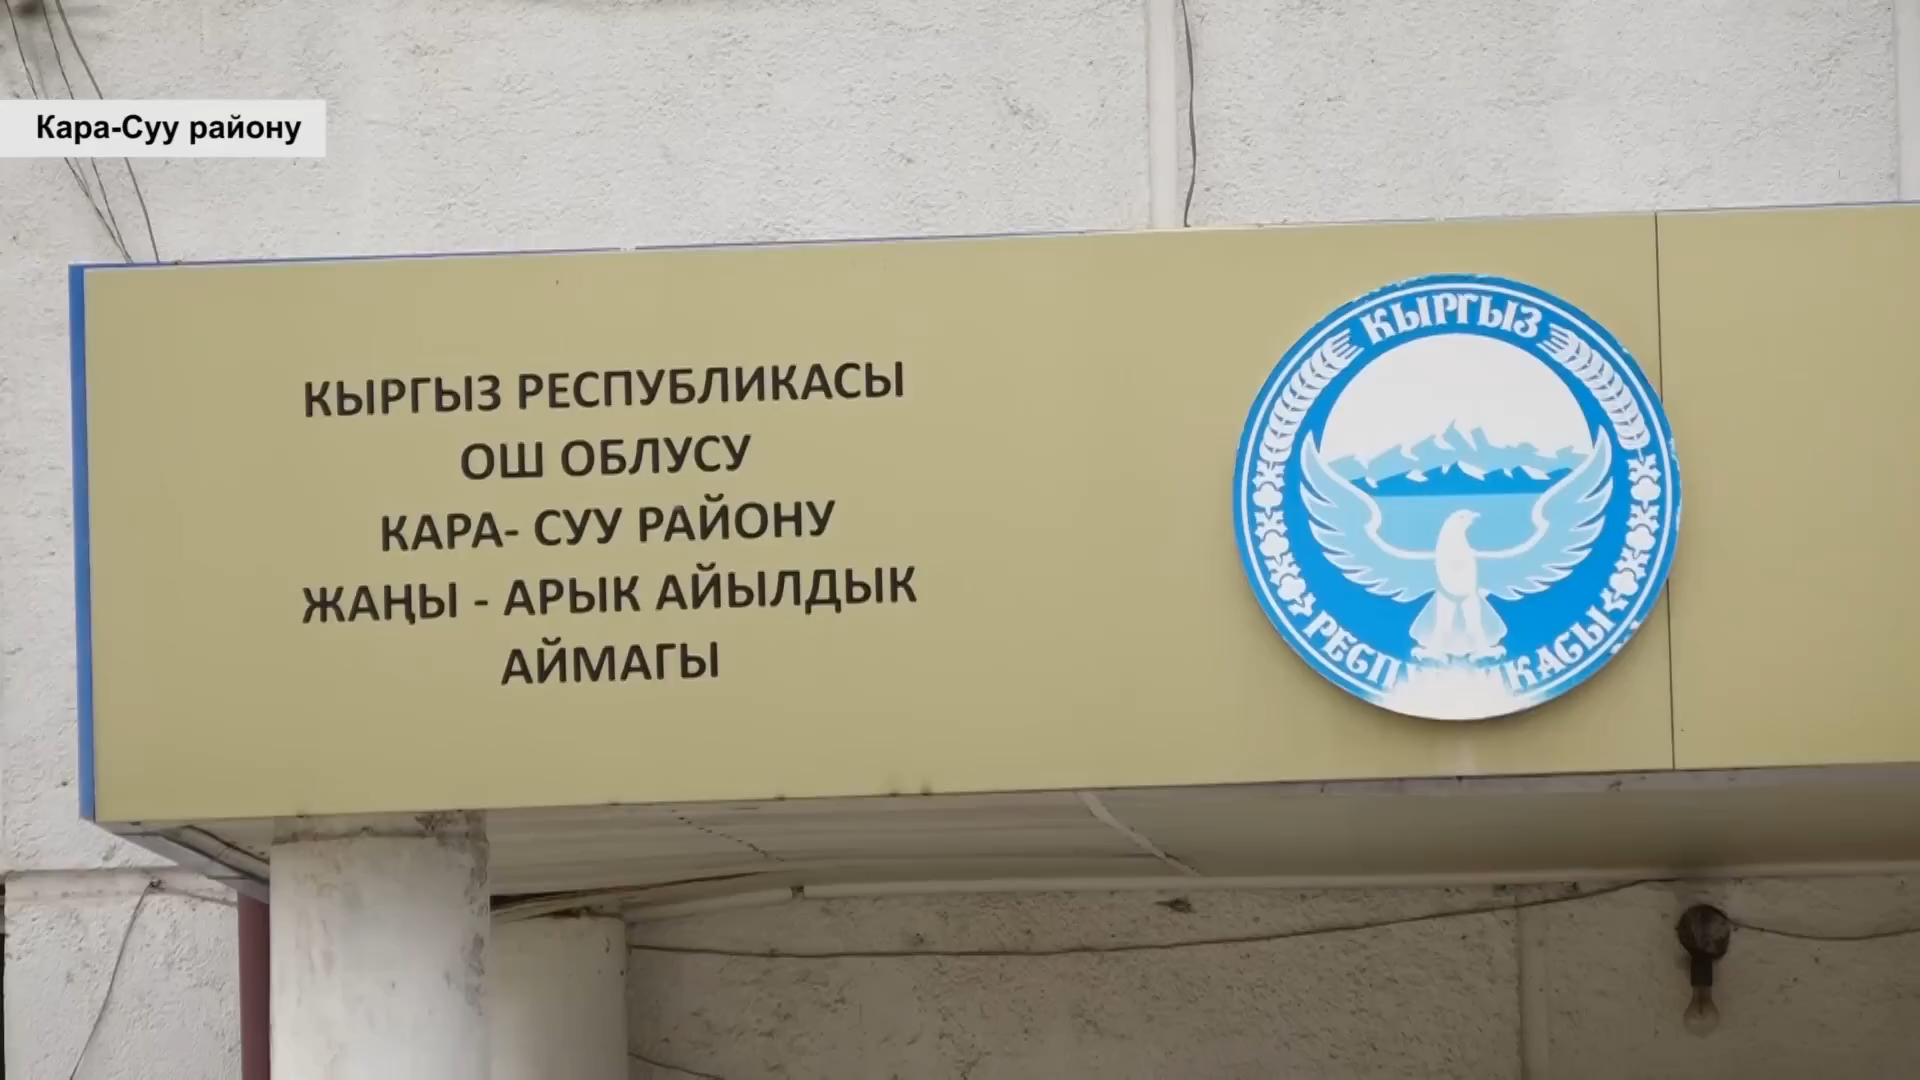 Кара-Суу району
КЫРГЫЗ РЕСПУБЛИКАСЫ
ОШ ОБЛУСУ
КАРА- СУУ РАЙОНУ
ЖАҢЫ - АРЫК АЙЫЛДЫК
АЙМАГЫ
КЫРГЫЗ